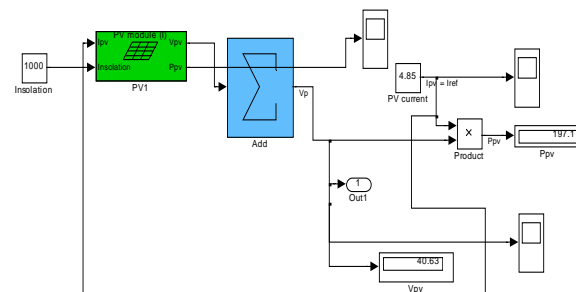 PV module (I)
Ipv
Vpv
Insolation
Ppv
PV1
1000
Insolation
Vp
Add
4.85
PV current
Ipv = Iref
x
Product
Ppv
197.1
Ppv
1
Out1
40.63
Vpv